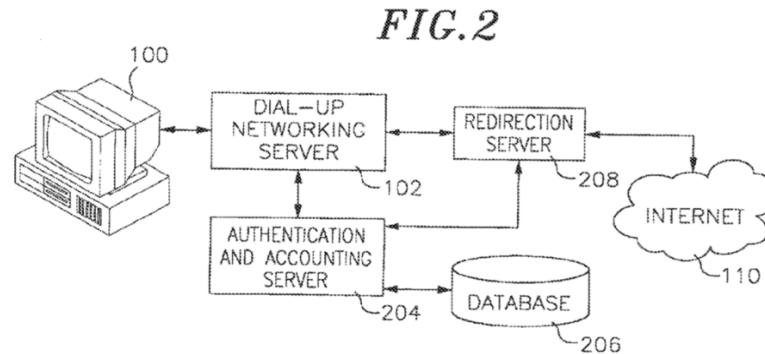 FIG.2
100
DIAL-UP
NETWORKING
SERVER
102
REDIRECTION
SERVER
208
INTERNET
110
AUTHENTICATION
AND ACCOUNTING
SERVER
204
DATABASE
206